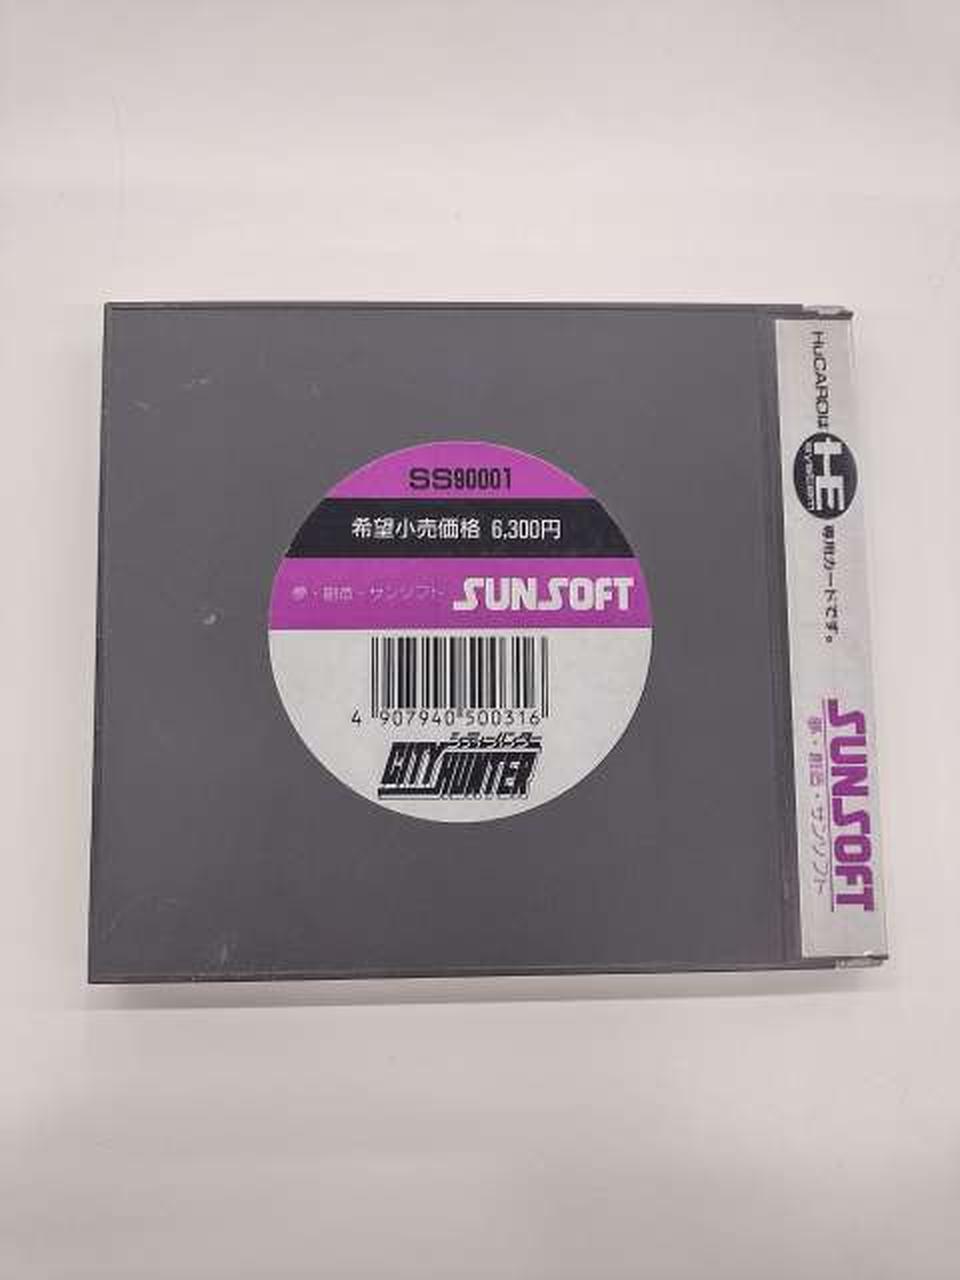 SS90001
希望小売価格 6,300円
夢・創造・サンソフト SUNSOFT
4 907940 500316
シティーハンター
CITY HUNTER
HuCARDは HE SYSTEM 専用カードです。
SUNSOFT
夢・創造・サンソフト